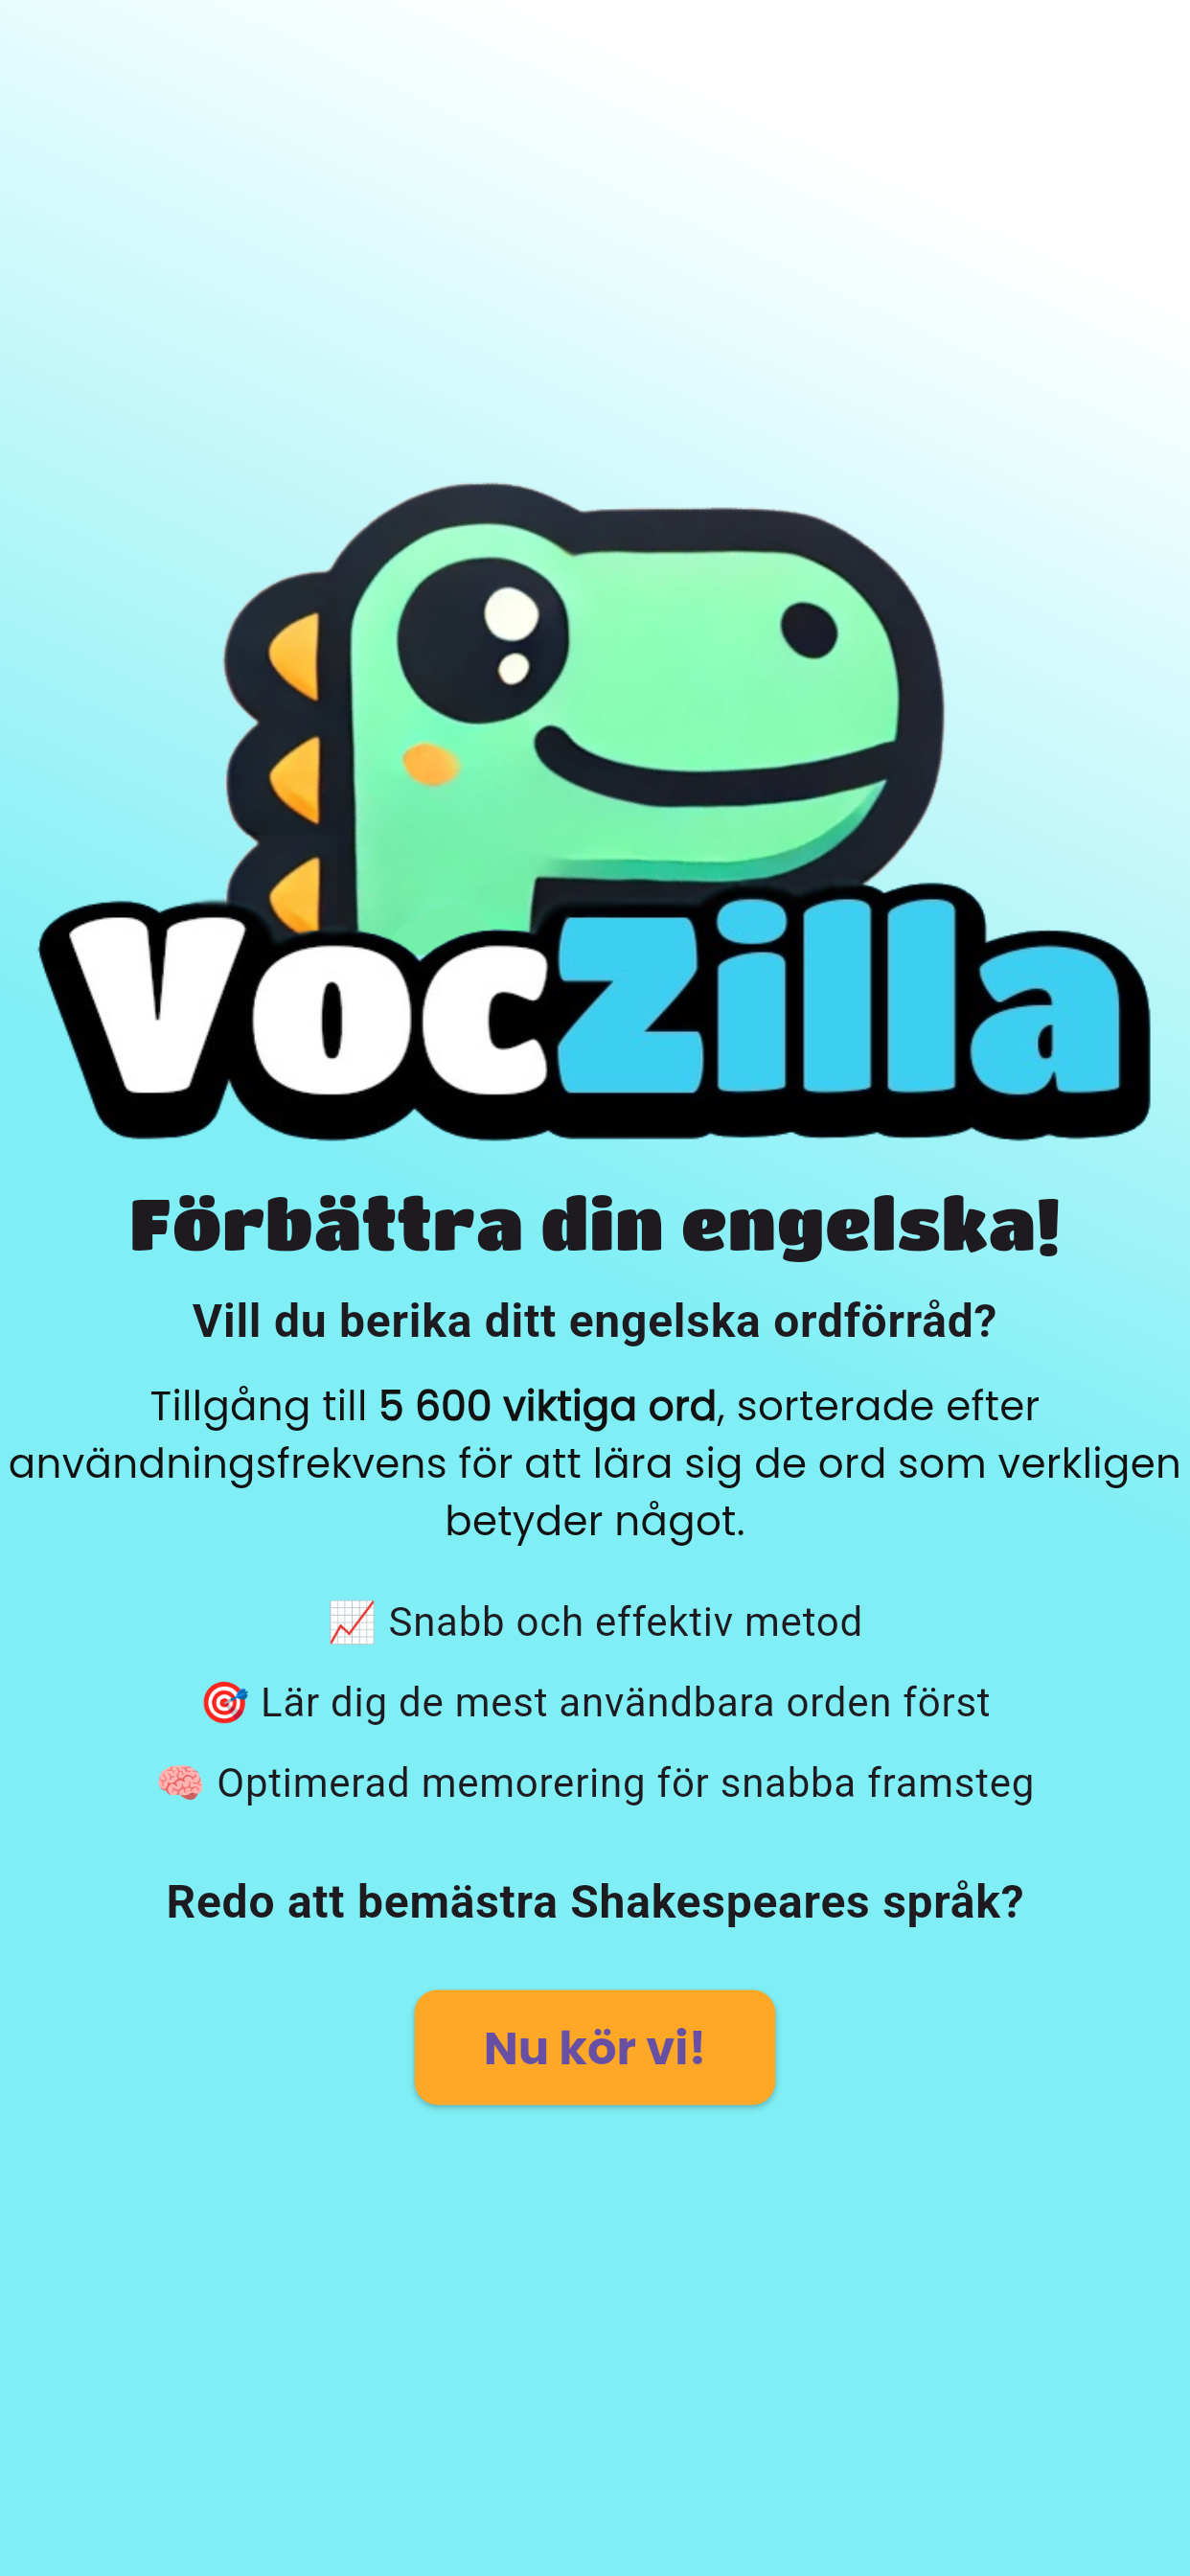 VocZilla
Förbättra din engelska!
Vill du berika ditt engelska ordförråd?
Tillgång till 5 600 viktiga ord, sorterade efter
användningsfrekvens för att lära sig de ord som verkligen
betyder något.
📈 Snabb och effektiv metod
🎯 Lär dig de mest användbara orden först
🧠 Optimerad memorering för snabba framsteg
Redo att bemästra Shakespeares språk?
Nu kör vi!